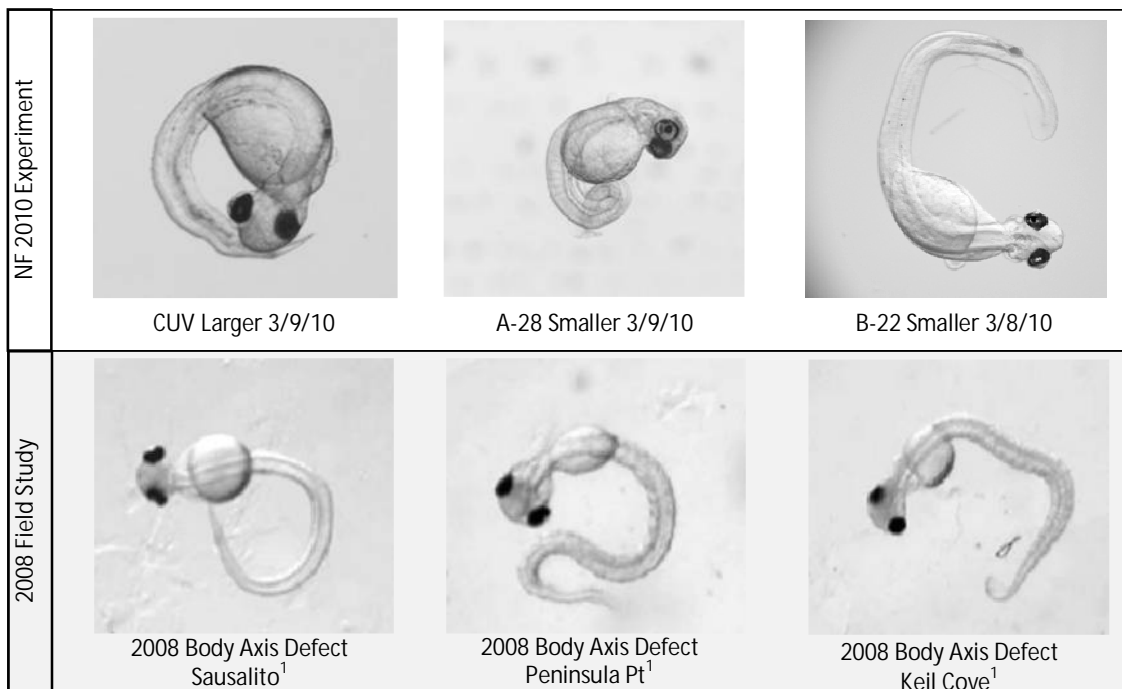 NF 2010 Experiment
CUV Larger 3/9/10
A-28 Smaller 3/9/10
B-22 Smaller 3/8/10
2008 Field Study
2008 Body Axis Defect
Sausalito¹
2008 Body Axis Defect
Peninsula Pt¹
2008 Body Axis Defect
Keil Cove¹